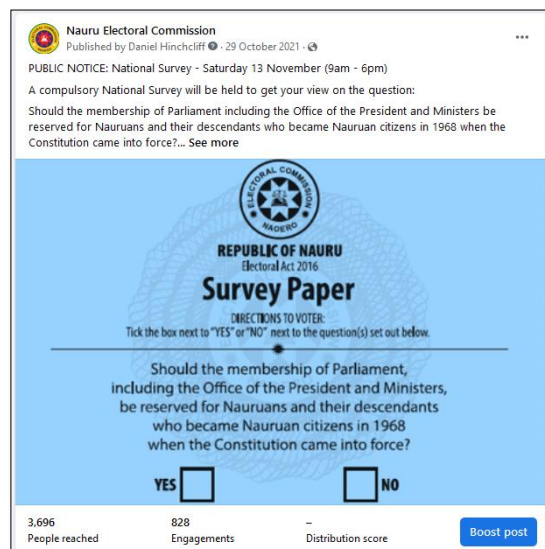 Nauru Electoral Commission
Published by Daniel Hinchcliff · 29 October 2021 ·
PUBLIC NOTICE: National Survey - Saturday 13 November (9am - 6pm)
A compulsory National Survey will be held to get your view on the question:
Should the membership of Parliament including the Office of the President and Ministers be
reserved for Nauruans and their descendants who became Nauruan citizens in 1968 when the
Constitution came into force?... See more
ELECTORAL COMMISSION
NAOERO
REPUBLIC OF NAURU
Electoral Act 2016
Survey Paper
DIRECTIONS TO VOTER:
Tick the box next to "YES" or "NO" next to the question(s) set out below.
Should the membership of Parliament,
including the Office of the President and Ministers,
be reserved for Nauruans and their descendants
who became Nauruan citizens in 1968
when the Constitution came into force?
YES NO
3,696 828 –
People reached Engagements Distribution score Boost post